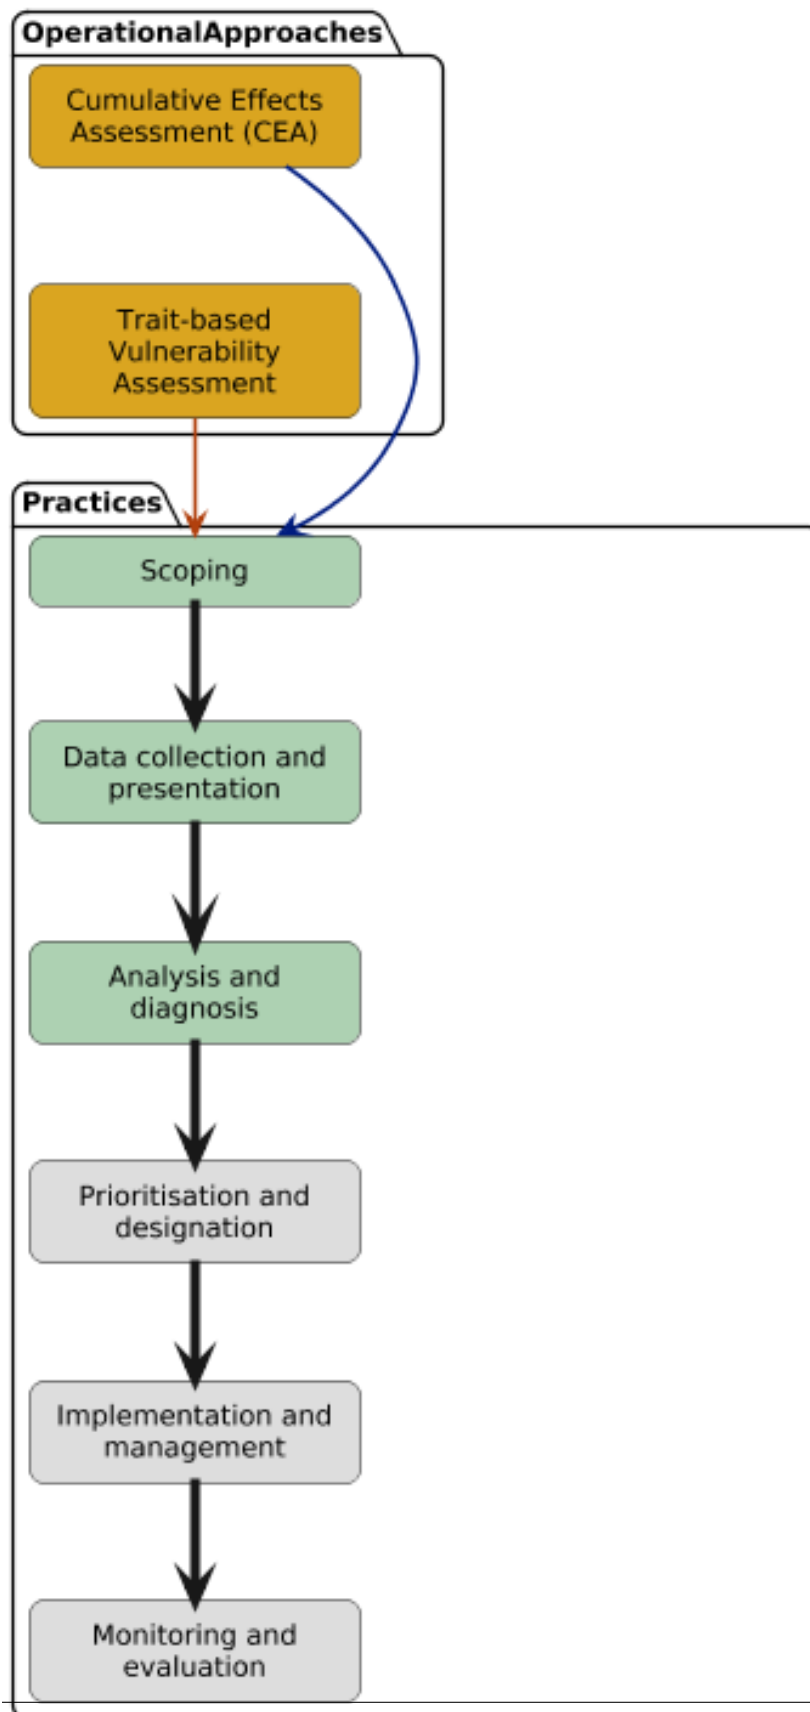 OperationalApproaches
Cumulative Effects
Assessment (CEA)
Trait-based
Vulnerability
Assessment
Practices
Scoping
Data collection and
presentation
Analysis and
diagnosis
Prioritisation and
designation
Implementation and
management
Monitoring and
evaluation